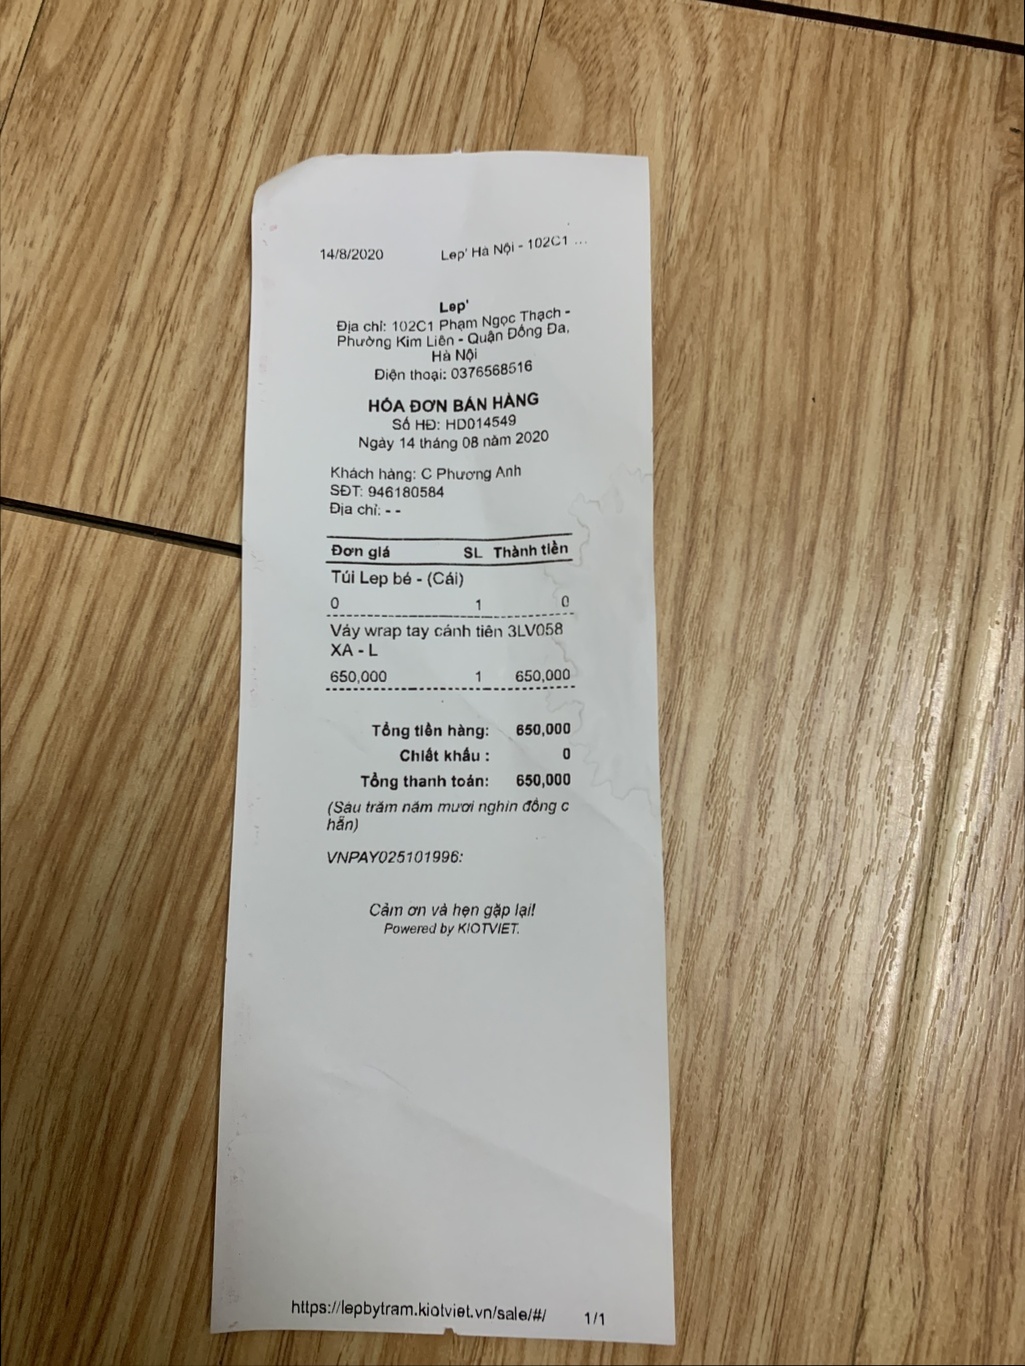 14/8/2020 Lep' Hà Nội - 102C1 ...
Lep'
Địa chỉ: 102C1 Phạm Ngọc Thạch -
Phường Kim Liên - Quận Đống Đa,
Hà Nội
Điện thoại: 0376568516
HÓA ĐƠN BÁN HÀNG
Số HĐ: HD014549
Ngày 14 tháng 08 năm 2020
Khách hàng: C Phương Anh
SĐT: 946180584
Địa chỉ: - -
Đơn giá SL Thành tiền
Túi Lep bé - (Cái)
0 1 0
Váy wrap tay cánh tiên 3LV058
XA - L
650,000 1 650,000
Tổng tiền hàng: 650,000
Chiết khấu : 0
Tổng thanh toán: 650,000
(Sáu trăm năm mươi nghìn đồng c
hẵn)
VNPAY025101996:
Cảm ơn và hẹn gặp lại!
Powered by KIOTVIET.
https://lepbytram.kiotviet.vn/sale/#/ 1/1